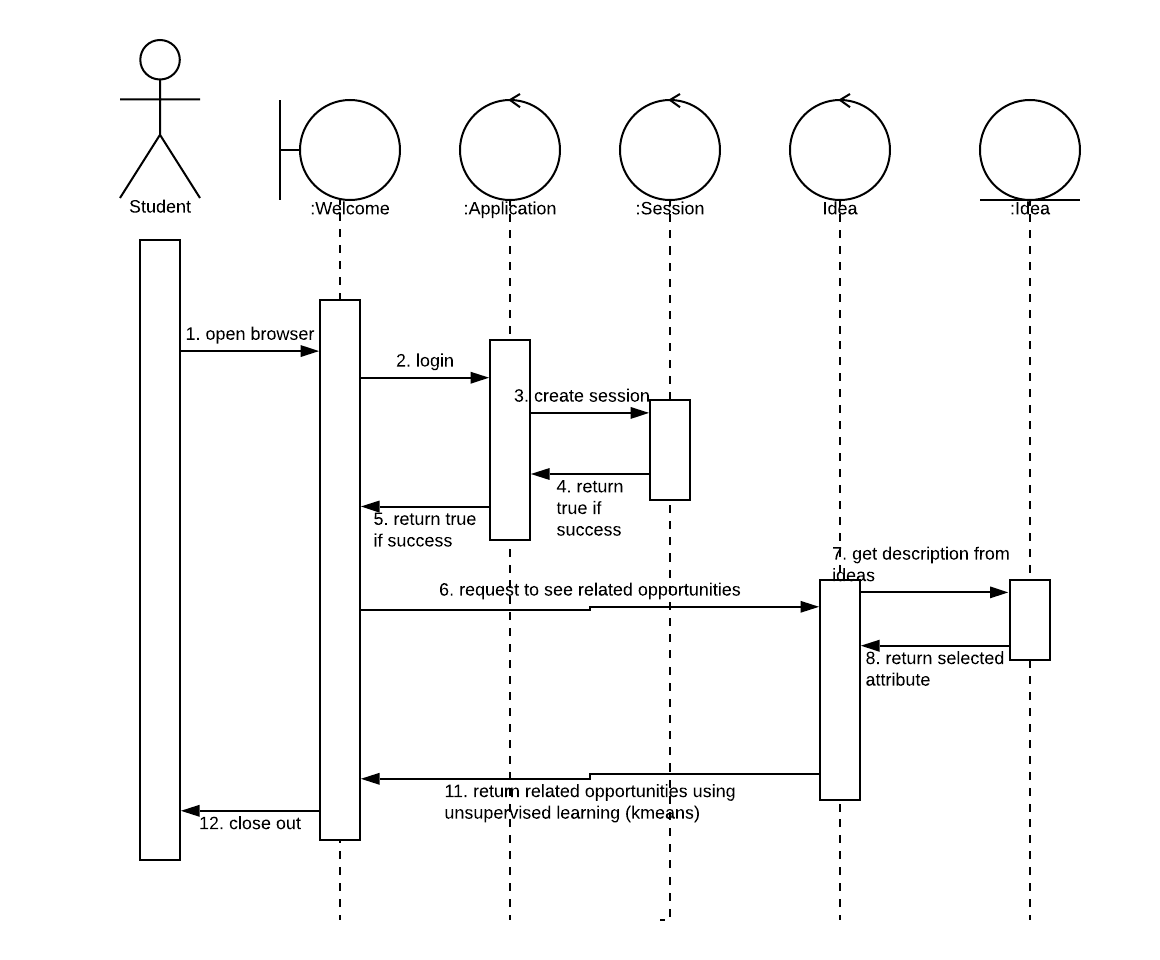 Student
:Welcome
:Application
:Session
Idea
:Idea
1. open browser
2. login
3. create session
4. return
true if
success
5. return true
if success
7. get description from
ideas
6. request to see related opportunities
8. return selected
attribute
11. return related opportunities using
unsupervised learning (kmeans)
12. close out